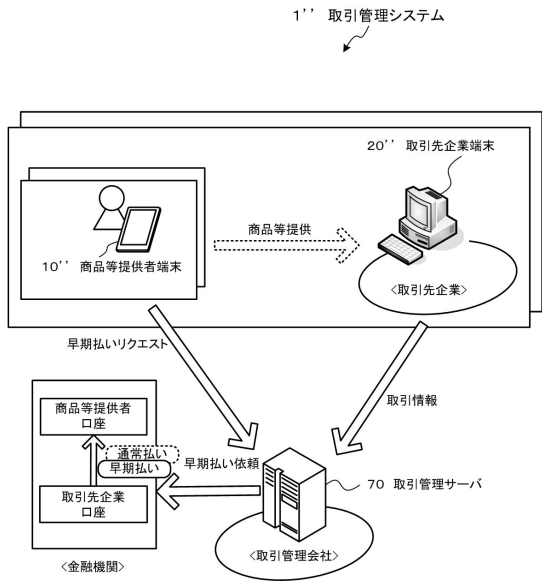 1'' 取引管理システム
20'' 取引先企業端末
商品等提供
10'' 商品等提供者端末
<取引先企業>
早期払いリクエスト
取引情報
商品等提供者
口座
通常払い
早期払い
早期払い依頼
取引先企業
口座
70 取引管理サーバ
<取引管理会社>
<金融機関>